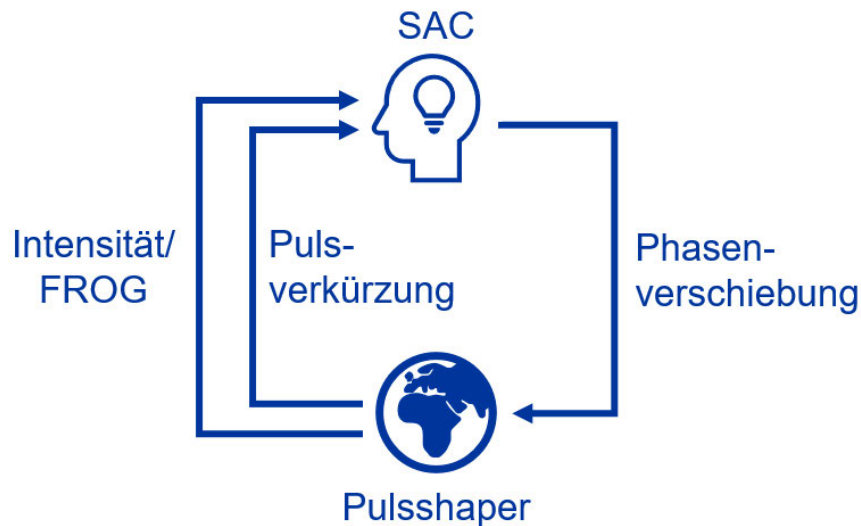 SAC
Intensität/
FROG
Puls-
verkürzung
Phasen-
verschiebung
Pulsshaper